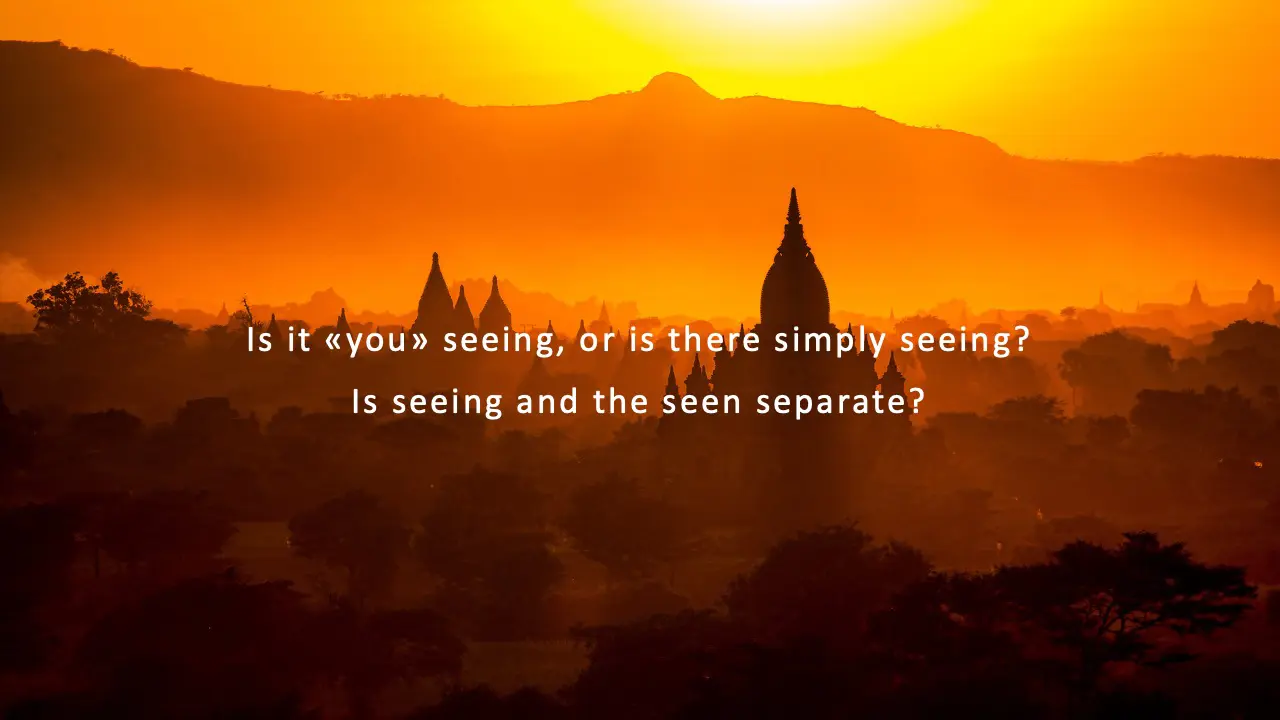 Is it «you» seeing, or is there simply seeing?
Is seeing and the seen separate?